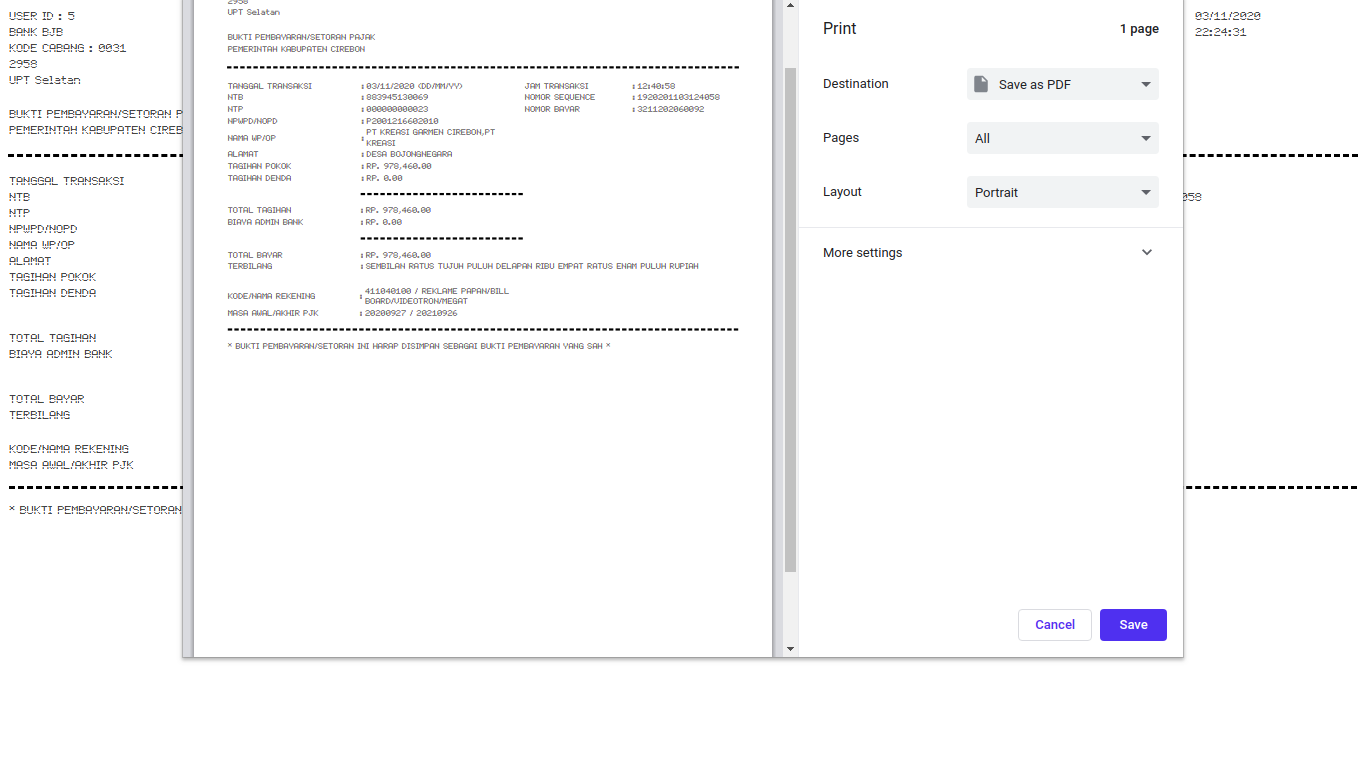 USER ID : 5
BANK BJB
KODE CABANG : 0031
2958
UPT Selatan
BUKTI PEMBAYARAN/SETORAN P
PEMERINTAH KABUPATEN CIREB
TANGGAL TRANSAKSI
NTB
NTP
NPWPD/NOPD
NAMA WP/OP
ALAMAT
TAGIHAN POKOK
TAGIHAN DENDA
TOTAL TAGIHAN
BIAYA ADMIN BANK
TOTAL BAYAR
TERBILANG
KODE/NAMA REKENING
MASA AWAL/AKHIR PJK
* BUKTI PEMBAYARAN/SETORAN
2958
UPT Selatan
BUKTI PEMBAYARAN/SETORAN PAJAK
PEMERINTAH KABUPATEN CIREBON
TANGGAL TRANSAKSI : 03/11/2020 (DD/MM/YY) JAM TRANSAKSI : 12:40:58
NTB : 883945130069 NOMOR SEQUENCE : 1920201103124058
NTP : 000000000023 NOMOR BAYAR : 3211202060092
NPWPD/NOPD : P2001216602010
NAMA WP/OP : PT KREASI GARMEN CIREBON,PT
KREASI
ALAMAT : DESA BOJONGNEGARA
TAGIHAN POKOK : RP. 978,460.00
TAGIHAN DENDA : RP. 0.00
TOTAL TAGIHAN : RP. 978,460.00
BIAYA ADMIN BANK : RP. 0.00
TOTAL BAYAR : RP. 978,460.00
TERBILANG : SEMBILAN RATUS TUJUH PULUH DELAPAN RIBU EMPAT RATUS ENAM PULUH RUPIAH
KODE/NAMA REKENING : 411040100 / REKLAME PAPAN/BILL
BOARD/VIDEOTRON/MEGAT
MASA AWAL/AKHIR PJK : 20200927 / 20210926
* BUKTI PEMBAYARAN/SETORAN INI HARAP DISIMPAN SEBAGAI BUKTI PEMBAYARAN YANG SAH *
Print 1 page
Destination Save as PDF
Pages All
Layout Portrait
More settings
Cancel Save
03/11/2020
22:24:31
058